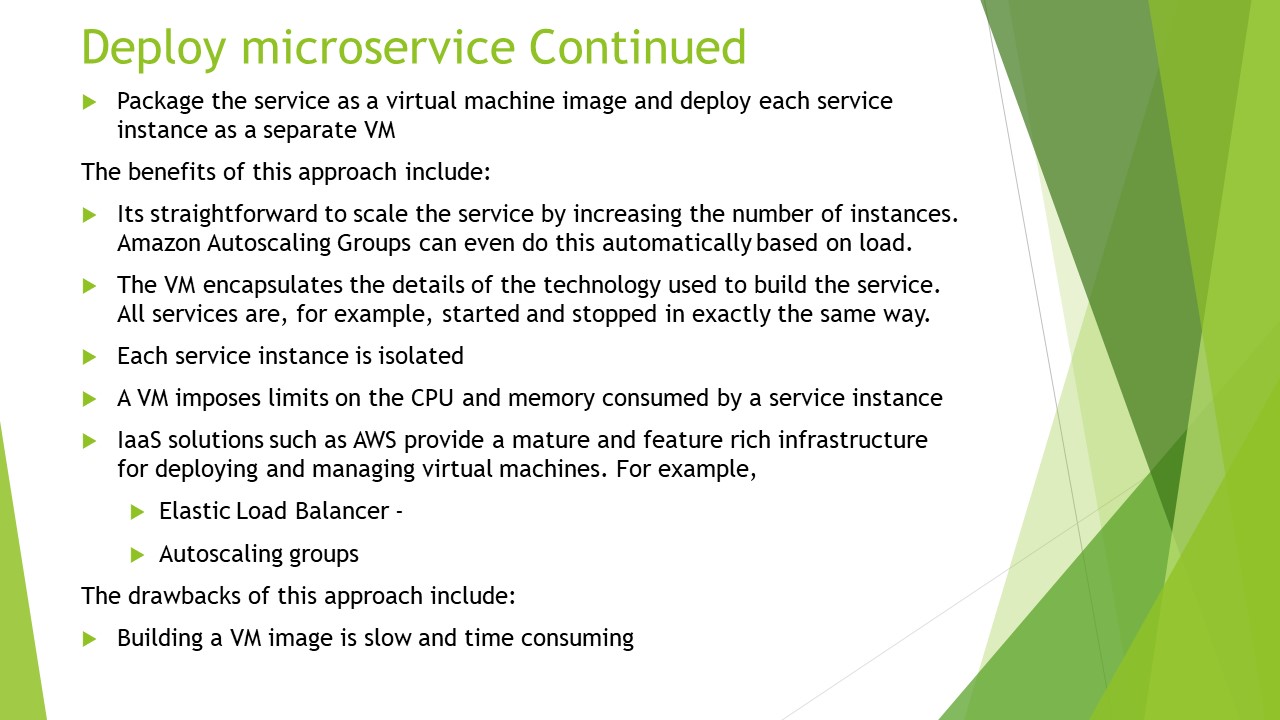 Deploy microservice Continued
Package the service as a virtual machine image and deploy each service
instance as a separate VM
The benefits of this approach include:
Its straightforward to scale the service by increasing the number of instances.
Amazon Autoscaling Groups can even do this automatically based on load.
The VM encapsulates the details of the technology used to build the service.
All services are, for example, started and stopped in exactly the same way.
Each service instance is isolated
A VM imposes limits on the CPU and memory consumed by a service instance
IaaS solutions such as AWS provide a mature and feature rich infrastructure
for deploying and managing virtual machines. For example,
Elastic Load Balancer -
Autoscaling groups
The drawbacks of this approach include:
Building a VM image is slow and time consuming